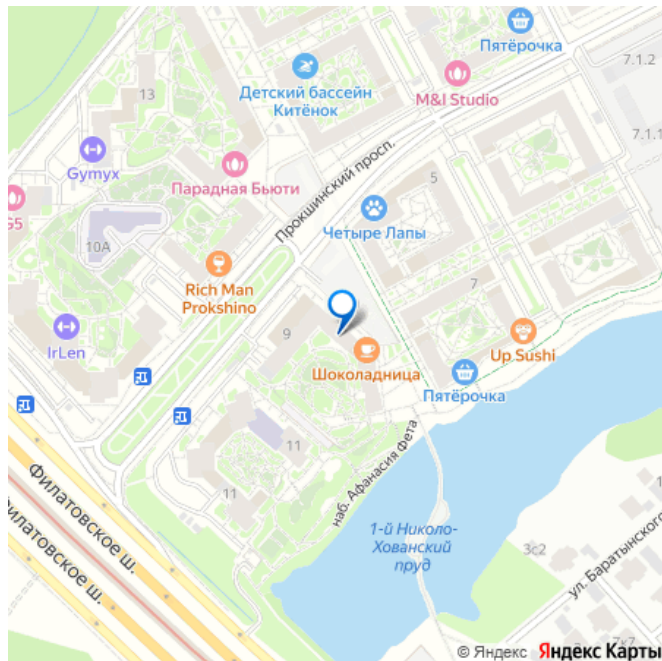 Пятёрочка
7.1.2
Детский бассейн
Китёнок
M&I Studio
13
7.1.1
Gymyx
Парадная Бьюти
Прокшинский просп.
5
G5
Четыре Лапы
10А
Rich Man
Prokshino
7
9
IrLen
Up Sushi
Шоколадница
Пятёрочка
11
11
наб. Афанасия Фета
Филатовское ш.
Филатовское ш.
1-й Николо-
Хованский
пруд
3с2
ул. Баратынского
7к7
© Яндекс Яндекс Карты